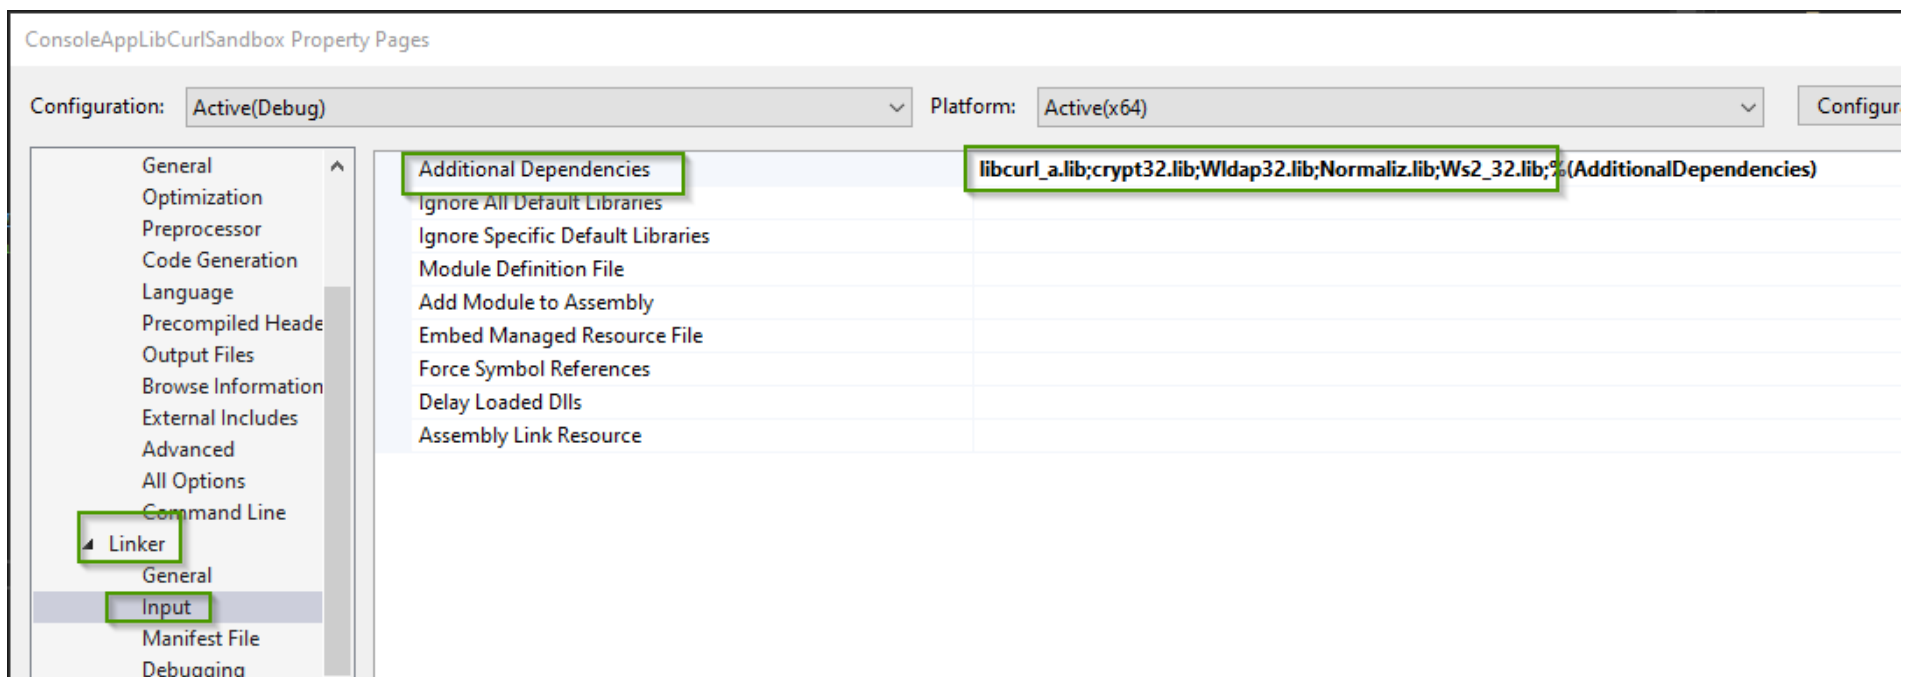 ConsoleAppLibCurlSandbox Property Pages
Configuration: Active(Debug) Platform: Active(x64) Configur
General
Optimization
Preprocessor
Code Generation
Language
Precompiled Heade
Output Files
Browse Information
External Includes
Advanced
All Options
Command Line
Linker
General
Input
Manifest File
Debugging
Additional Dependencies libcurl_a.lib;crypt32.lib;Wldap32.lib;Normaliz.lib;Ws2_32.lib;%(AdditionalDependencies)
Ignore All Default Libraries
Ignore Specific Default Libraries
Module Definition File
Add Module to Assembly
Embed Managed Resource File
Force Symbol References
Delay Loaded Dlls
Assembly Link Resource